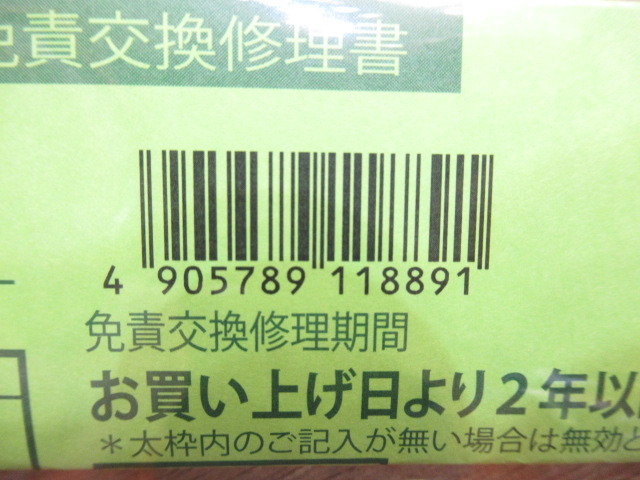 免責交換修理書
4 905789 118891
免責交換修理期間
お買い上げ日より2年以
＊太枠内のご記入が無い場合は無効と